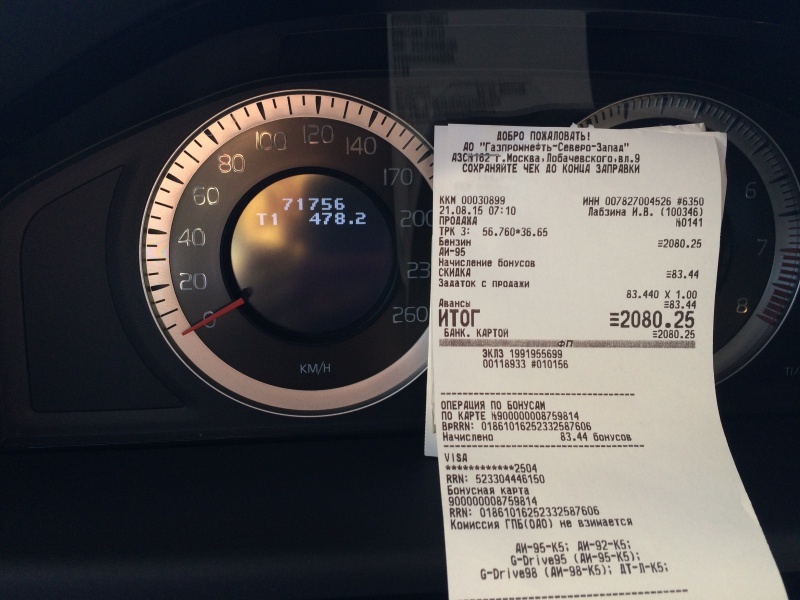 20
40
60
80
100
120
140
170
200
23
260
0
71756
T1 478.2
KM/H
6
7
8
ДОБРО ПОЖАЛОВАТЬ!
АО "Газпромнефть-Северо-Запад"
АЗС№162 г.Москва,Лобачевского,вл.9
СОХРАНЯЙТЕ ЧЕК ДО КОНЦА ЗАПРАВКИ
ККМ 00030899 ИНН 007827004526 #6350
21.08.15 07:10 Лабзина И.В. (100346)
ПРОДАЖА №0141
ТРК 3: 56.760*36.65
Бензин ≡2080.25
АИ-95
Начисление бонусов
СКИДКА ≡83.44
Задаток с продажи
83.440 X 1.00
Авансы ≡83.44
ИТОГ ≡2080.25
БАНК. КАРТОЙ ≡2080.25
ФП
ЭКЛЗ 1991955699
00118933 #010156
ОПЕРАЦИЯ ПО БОНУСАМ
ПО КАРТЕ №900000008759814
ВрRRN: 01861016252332587606
Начислено 83.44 бонусов
VISA
************2504
RRN: 523304446150
Бонусная карта
900000008759814
RRN: 01861016252332587606
Комиссия ГПБ(ОАО) не взимается
АИ-95-К5; АИ-92-К5;
G-Drive95 (АИ-95-К5);
G-Drive98 (АИ-98-К5); ДТ-Л-К5;